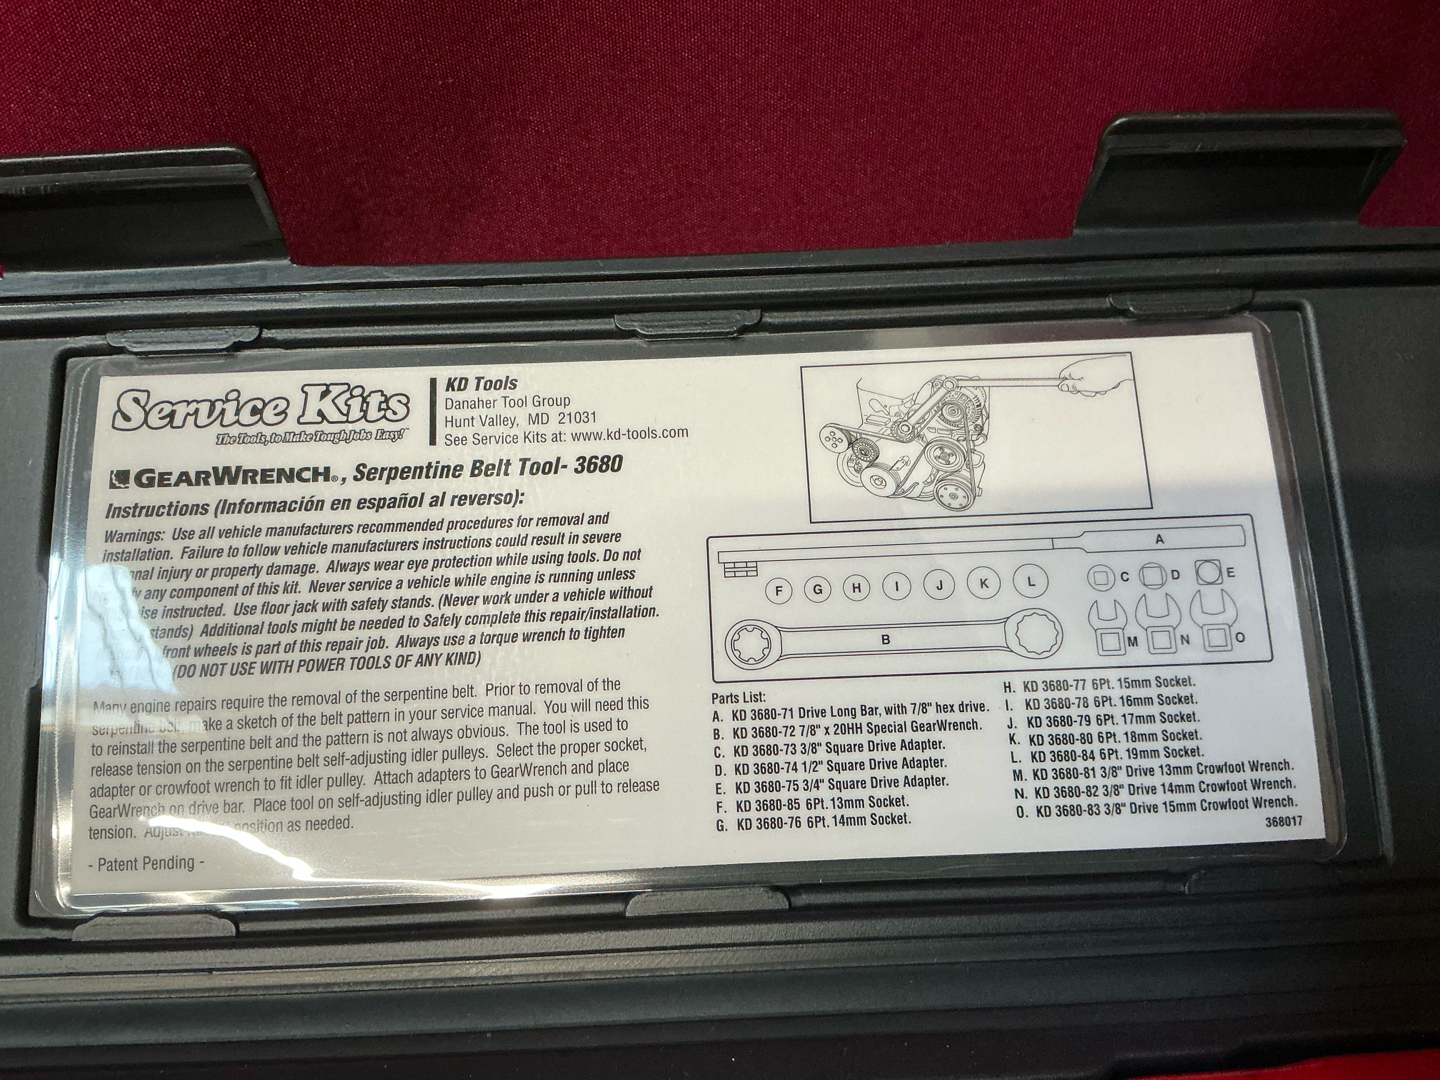 Service Kits
The Tools, to Make Tough Jobs Easy!™
KD Tools
Danaher Tool Group
Hunt Valley, MD 21031
See Service Kits at: www.kd-tools.com
GEARWRENCH®, Serpentine Belt Tool- 3680
Instructions (Información en español al reverso):
Warnings: Use all vehicle manufacturers recommended procedures for removal and
installation. Failure to follow vehicle manufacturers instructions could result in severe
injury or property damage. Always wear eye protection while using tools. Do not
any component of this kit. Never service a vehicle while engine is running unless
instructed. Use floor jack with safety stands. (Never work under a vehicle without
stands) Additional tools might be needed to Safely complete this repair/installation.
front wheels is part of this repair job. Always use a torque wrench to tighten
(DO NOT USE WITH POWER TOOLS OF ANY KIND)
Many engine repairs require the removal of the serpentine belt. Prior to removal of the
serpentine belt, make a sketch of the belt pattern in your service manual. You will need this
to reinstall the serpentine belt and the pattern is not always obvious. The tool is used to
release tension on the serpentine belt self-adjusting idler pulleys. Select the proper socket,
adapter or crowfoot wrench to fit idler pulley. Attach adapters to GearWrench and place
GearWrench on drive bar. Place tool on self-adjusting idler pulley and push or pull to release
tension. Adjust position as needed.
- Patent Pending -
A
F G H I J K L C D E
B
M N O
Parts List:
A. KD 3680-71 Drive Long Bar, with 7/8" hex drive.
B. KD 3680-72 7/8" x 20HH Special GearWrench.
C. KD 3680-73 3/8" Square Drive Adapter.
D. KD 3680-74 1/2" Square Drive Adapter.
E. KD 3680-75 3/4" Square Drive Adapter.
F. KD 3680-85 6Pt. 13mm Socket.
G. KD 3680-76 6Pt. 14mm Socket.
H. KD 3680-77 6Pt. 15mm Socket.
I. KD 3680-78 6Pt. 16mm Socket.
J. KD 3680-79 6Pt. 17mm Socket.
K. KD 3680-80 6Pt. 18mm Socket.
L. KD 3680-84 6Pt. 19mm Socket.
M. KD 3680-81 3/8" Drive 13mm Crowfoot Wrench.
N. KD 3680-82 3/8" Drive 14mm Crowfoot Wrench.
O. KD 3680-83 3/8" Drive 15mm Crowfoot Wrench.
368017